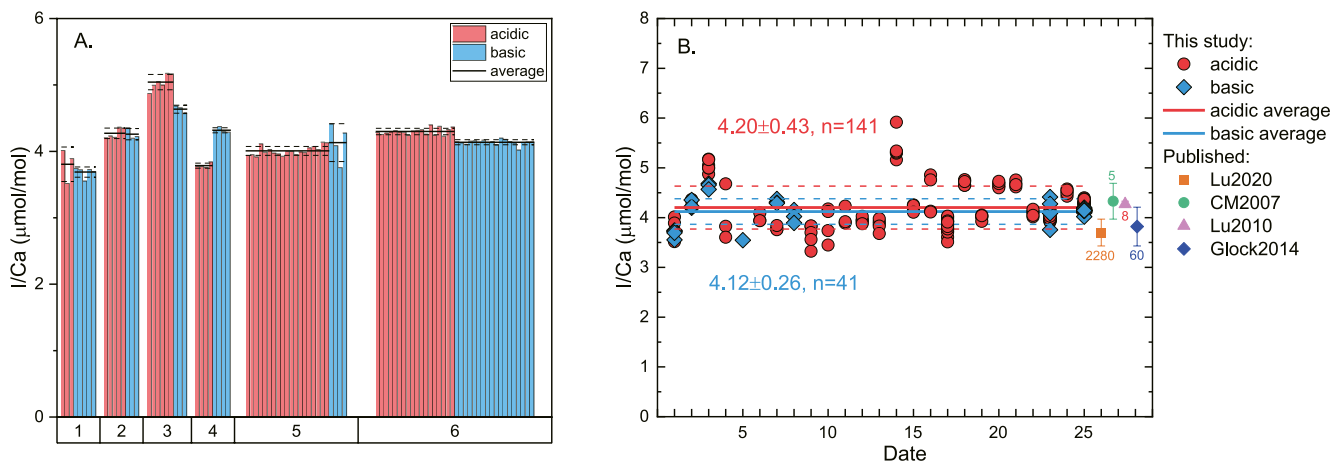 A.
acidic
basic
average
I/Ca (μmol/mol)
6
4
2
0
1 2 3 4 5 6
B.
I/Ca (μmol/mol)
8
7
6
5
4
3
2
1
0
4.20±0.43, n=141
4.12±0.26, n=41
5
8
2280
60
5 10 15 20 25
Date
This study:
acidic
basic
acidic average
basic average
Published:
Lu2020
CM2007
Lu2010
Glock2014